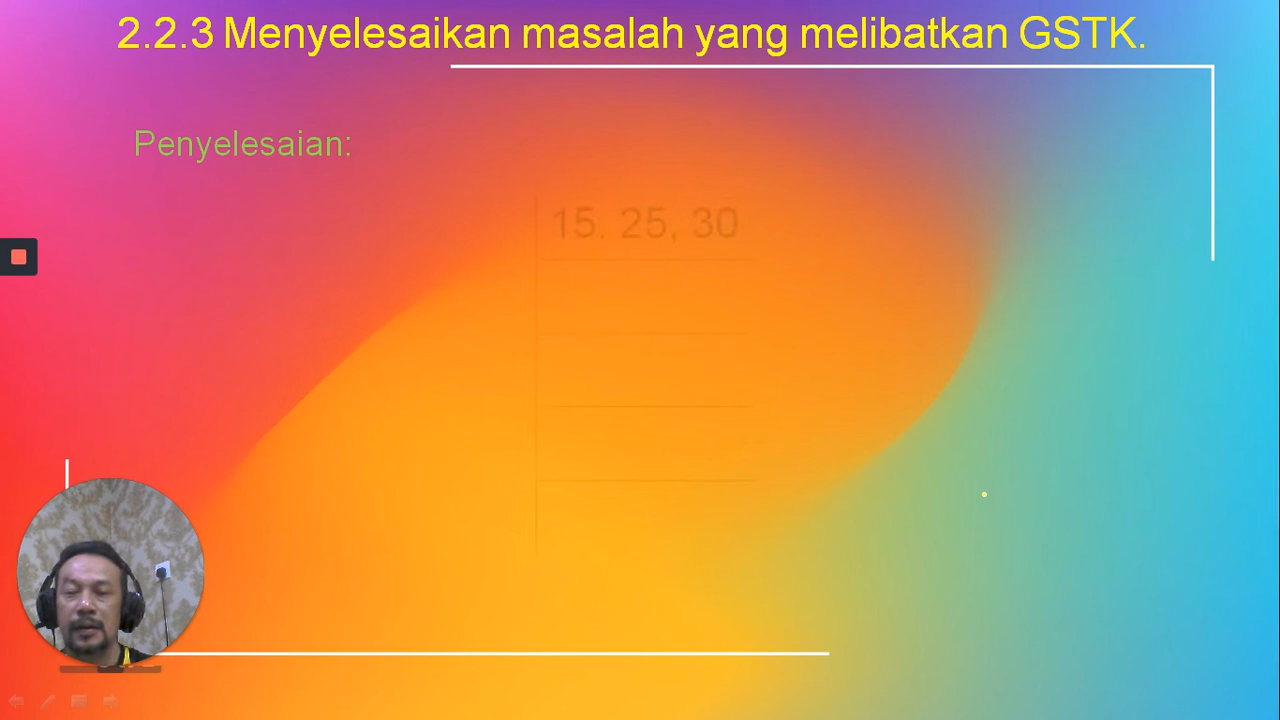 2.2.3 Menyelesaikan masalah yang melibatkan GSTK.
Penyelesaian:
15. 25, 30